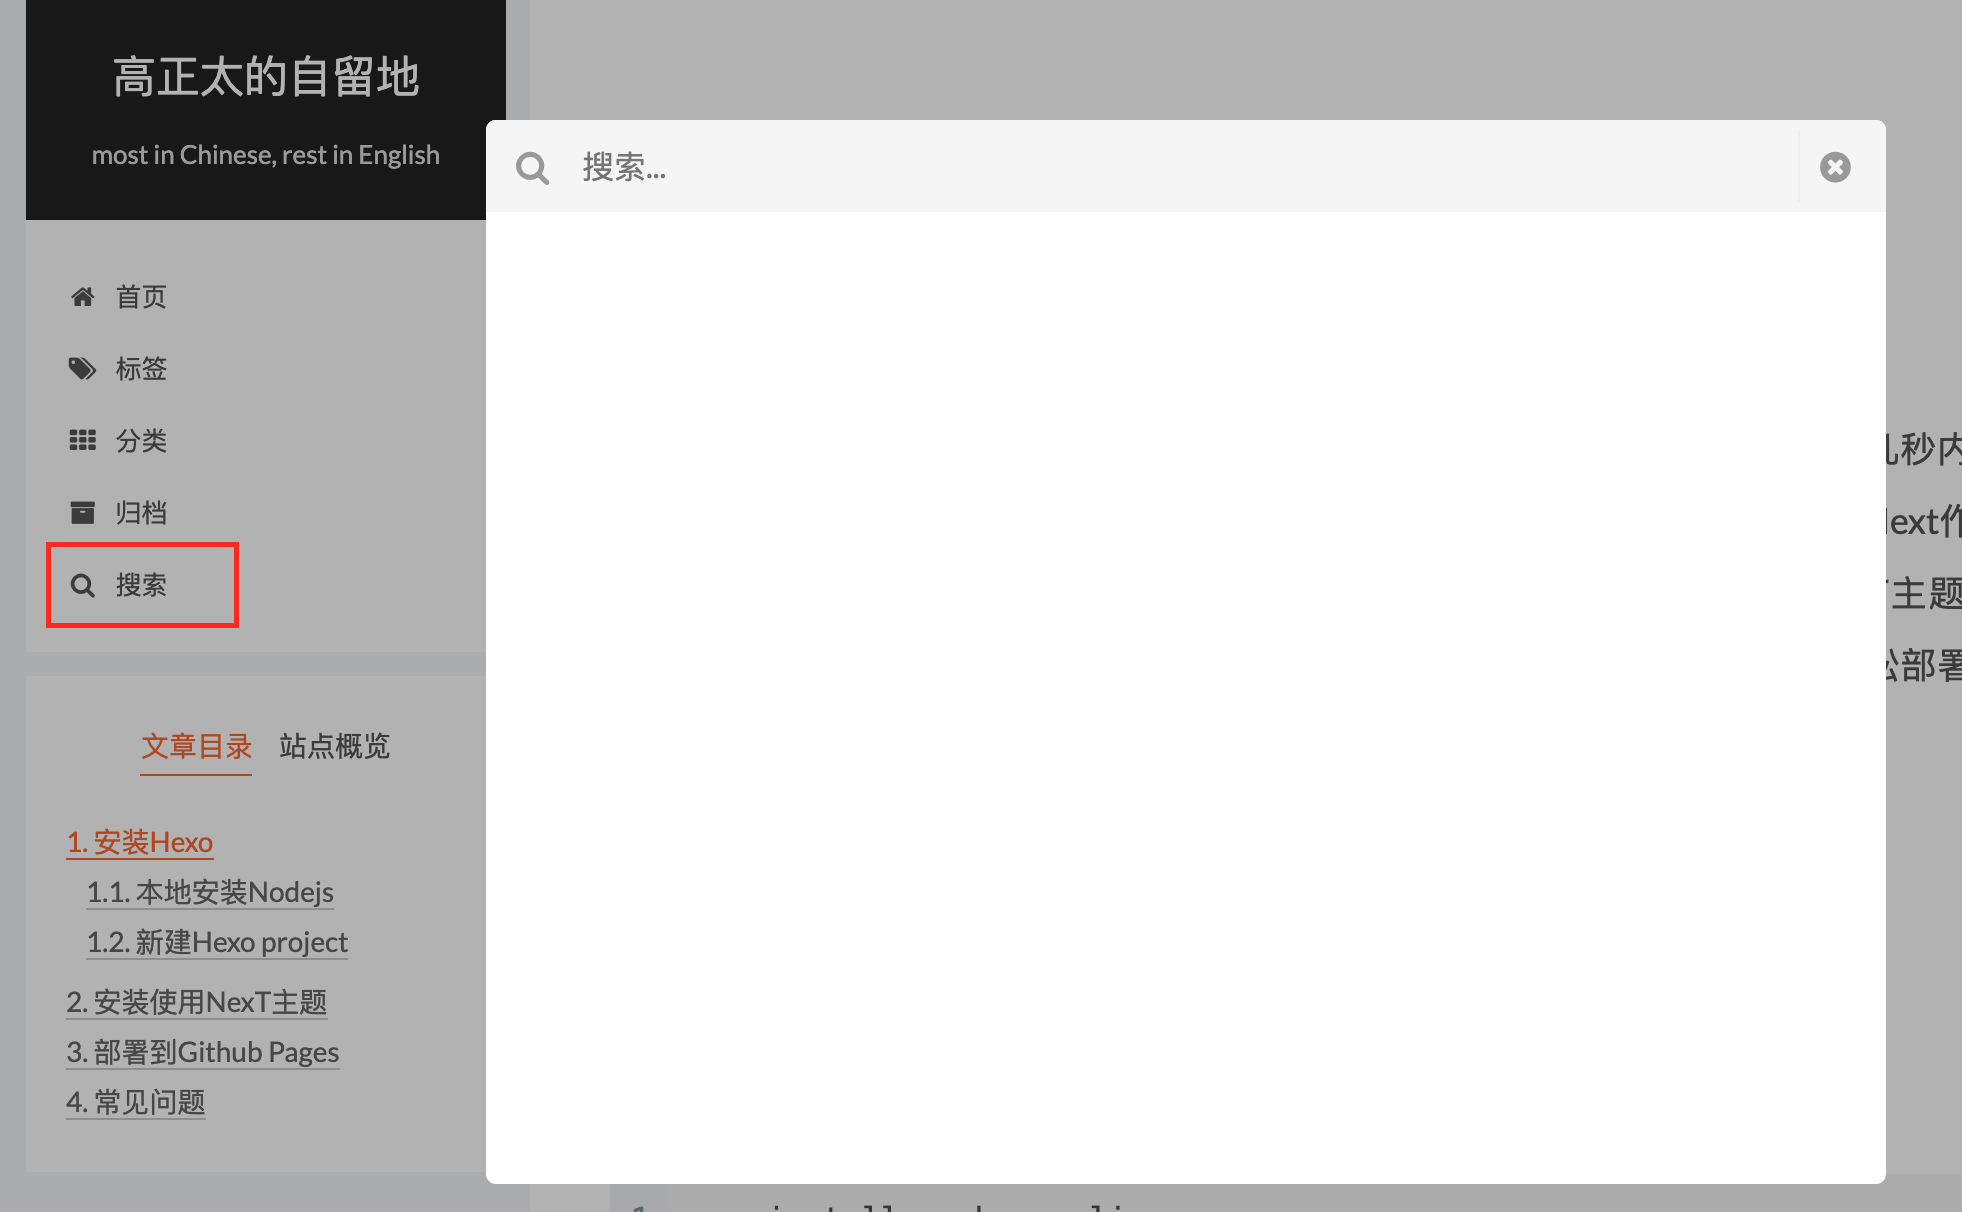 高正太的自留地
most in Chinese, rest in English
搜索...
首页
标签
分类
归档
搜索
文章目录
站点概览
1. 安装Hexo
1.1. 本地安装Nodejs
1.2. 新建Hexo project
2. 安装使用NexT主题
3. 部署到Github Pages
4. 常见问题
秒内
ext作
主题
部署